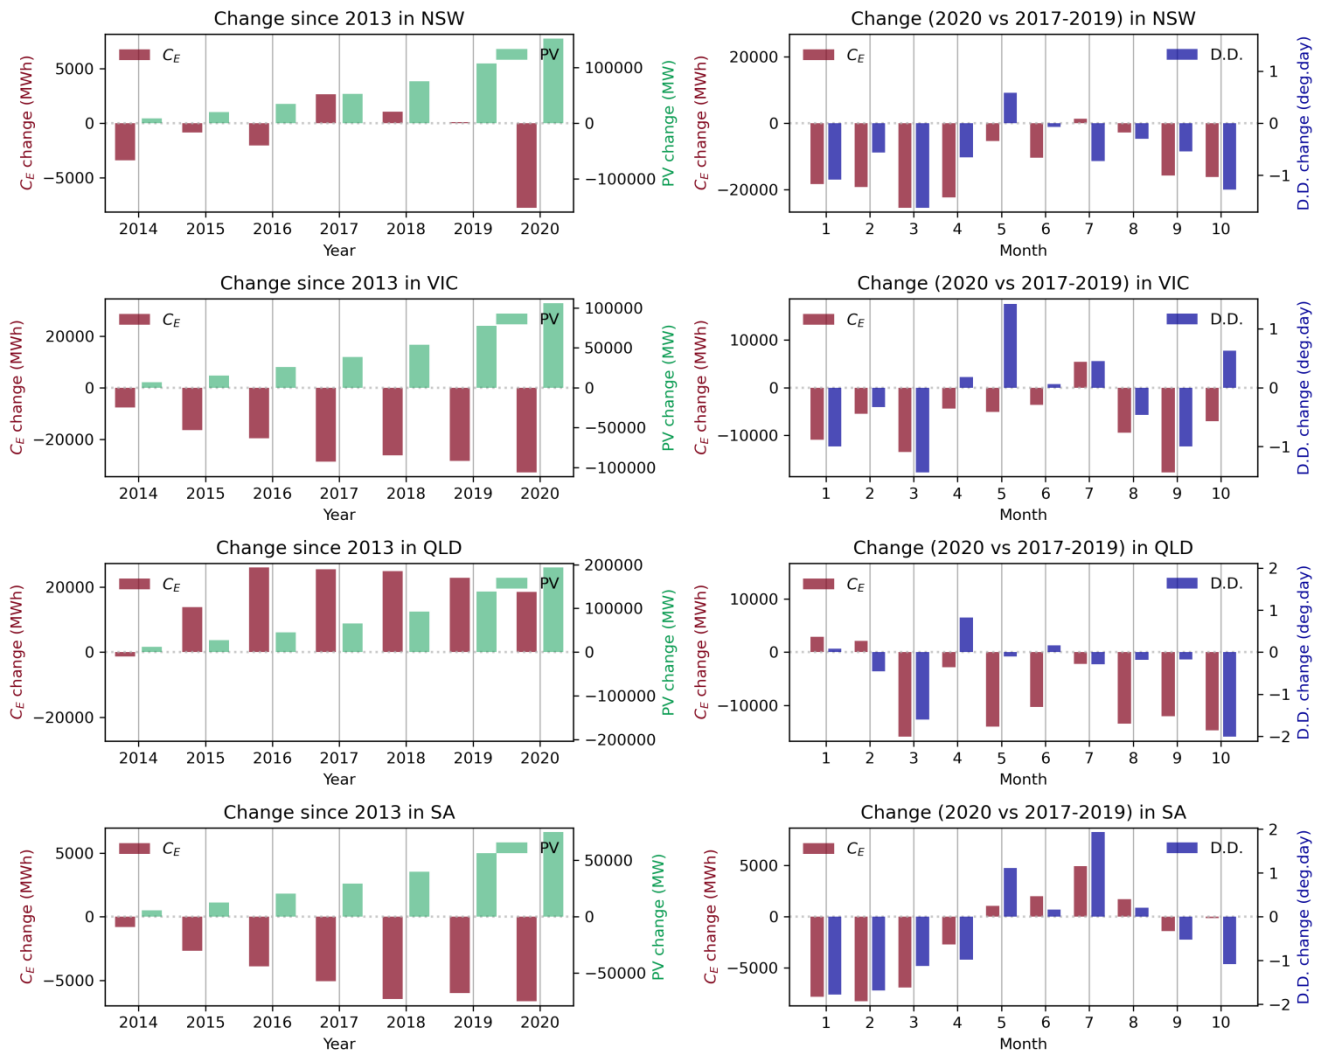 Change since 2013 in NSW
C_E
PV
5000
0
−5000
100000
0
−100000
C_E change (MWh)
PV change (MW)
2014 2015 2016 2017 2018 2019 2020
Year
Change (2020 vs 2017-2019) in NSW
C_E
D.D.
20000
0
−20000
1
0
−1
C_E change (MWh)
D.D. change (deg.day)
1 2 3 4 5 6 7 8 9 10
Month
Change since 2013 in VIC
C_E
PV
20000
0
−20000
100000
50000
0
−50000
−100000
C_E change (MWh)
PV change (MW)
2014 2015 2016 2017 2018 2019 2020
Year
Change (2020 vs 2017-2019) in VIC
C_E
D.D.
10000
0
−10000
1
0
−1
C_E change (MWh)
D.D. change (deg.day)
1 2 3 4 5 6 7 8 9 10
Month
Change since 2013 in QLD
C_E
PV
20000
0
−20000
200000
100000
0
−100000
−200000
C_E change (MWh)
PV change (MW)
2014 2015 2016 2017 2018 2019 2020
Year
Change (2020 vs 2017-2019) in QLD
C_E
D.D.
10000
0
−10000
2
1
0
−1
−2
C_E change (MWh)
D.D. change (deg.day)
1 2 3 4 5 6 7 8 9 10
Month
Change since 2013 in SA
C_E
PV
5000
0
−5000
50000
0
−50000
C_E change (MWh)
PV change (MW)
2014 2015 2016 2017 2018 2019 2020
Year
Change (2020 vs 2017-2019) in SA
C_E
D.D.
5000
0
−5000
2
1
0
−1
−2
C_E change (MWh)
D.D. change (deg.day)
1 2 3 4 5 6 7 8 9 10
Month